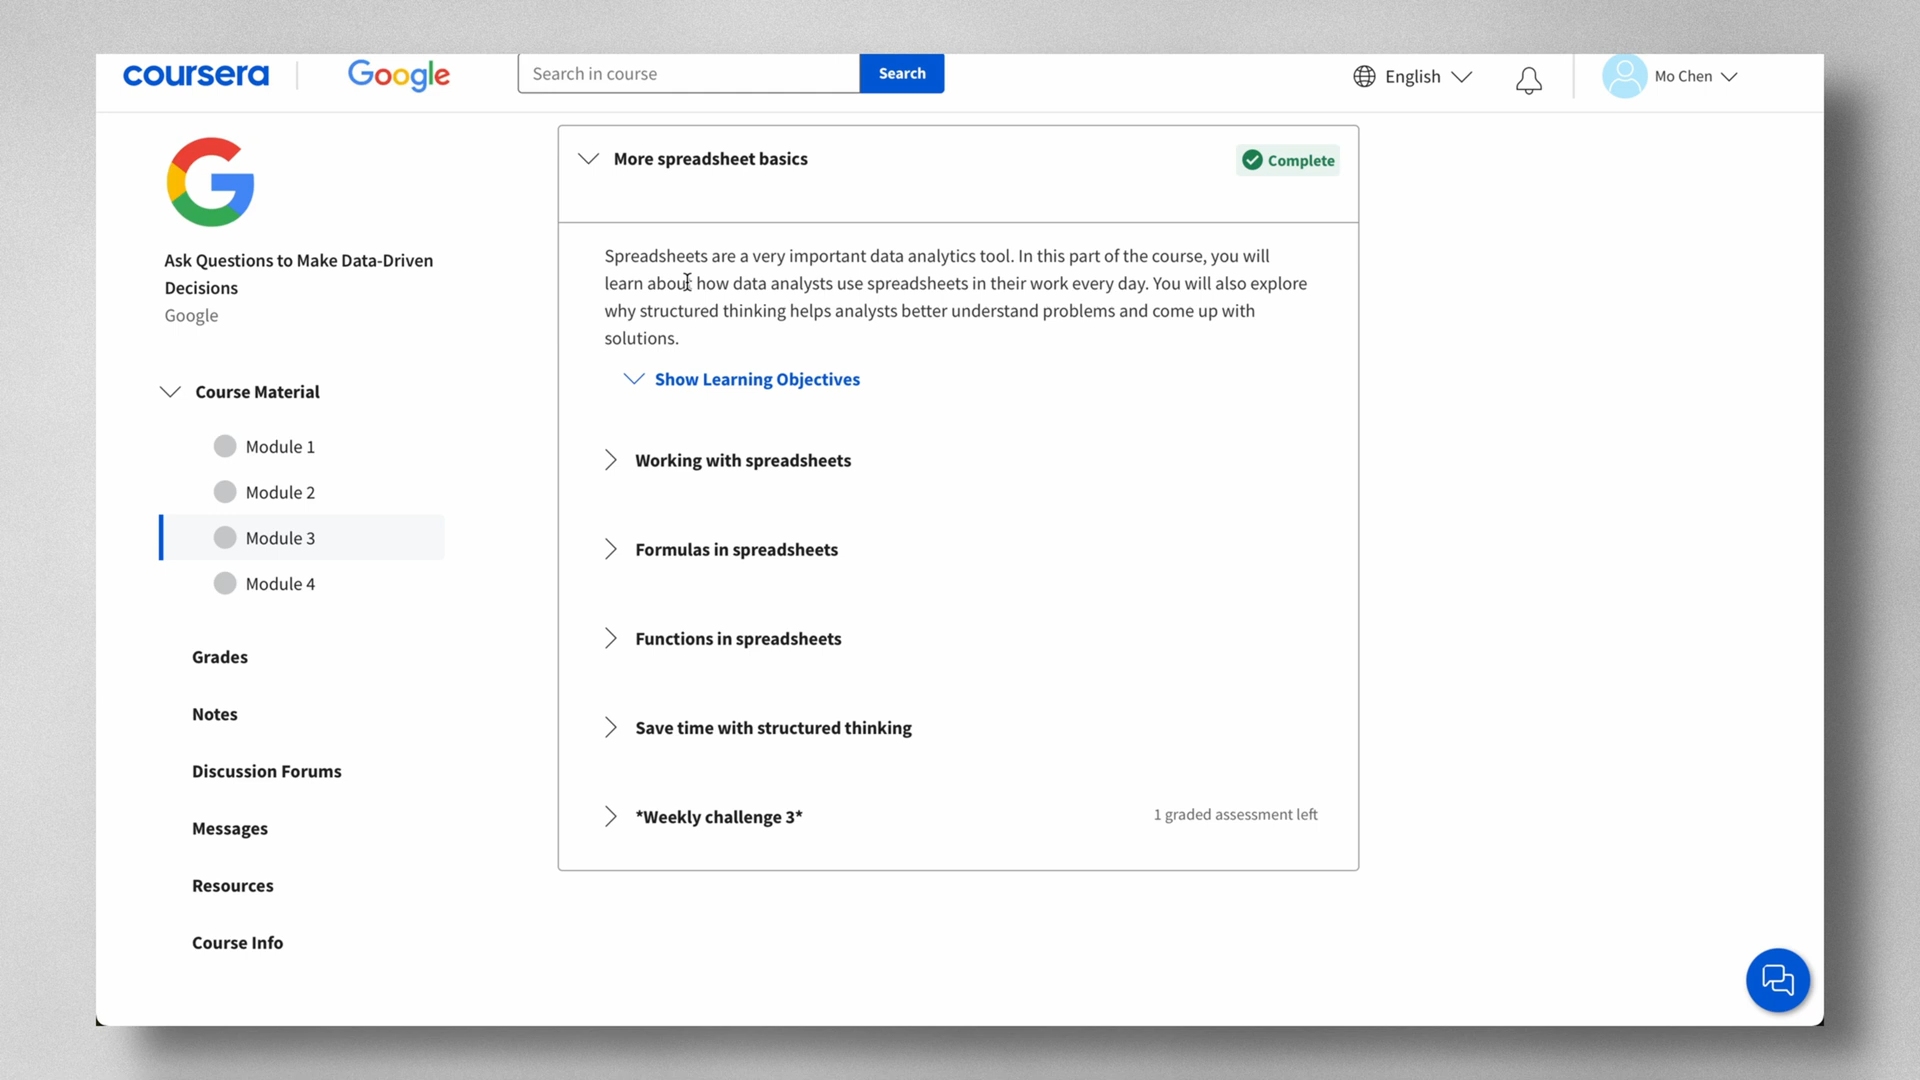 coursera
Google
Search in course
Search
English
Mo Chen
Ask Questions to Make Data-Driven
Decisions
Google
Course Material
Module 1
Module 2
Module 3
Module 4
Grades
Notes
Discussion Forums
Messages
Resources
Course Info
More spreadsheet basics
Complete
Spreadsheets are a very important data analytics tool. In this part of the course, you will
learn about how data analysts use spreadsheets in their work every day. You will also explore
why structured thinking helps analysts better understand problems and come up with
solutions.
Show Learning Objectives
Working with spreadsheets
Formulas in spreadsheets
Functions in spreadsheets
Save time with structured thinking
*Weekly challenge 3*
1 graded assessment left